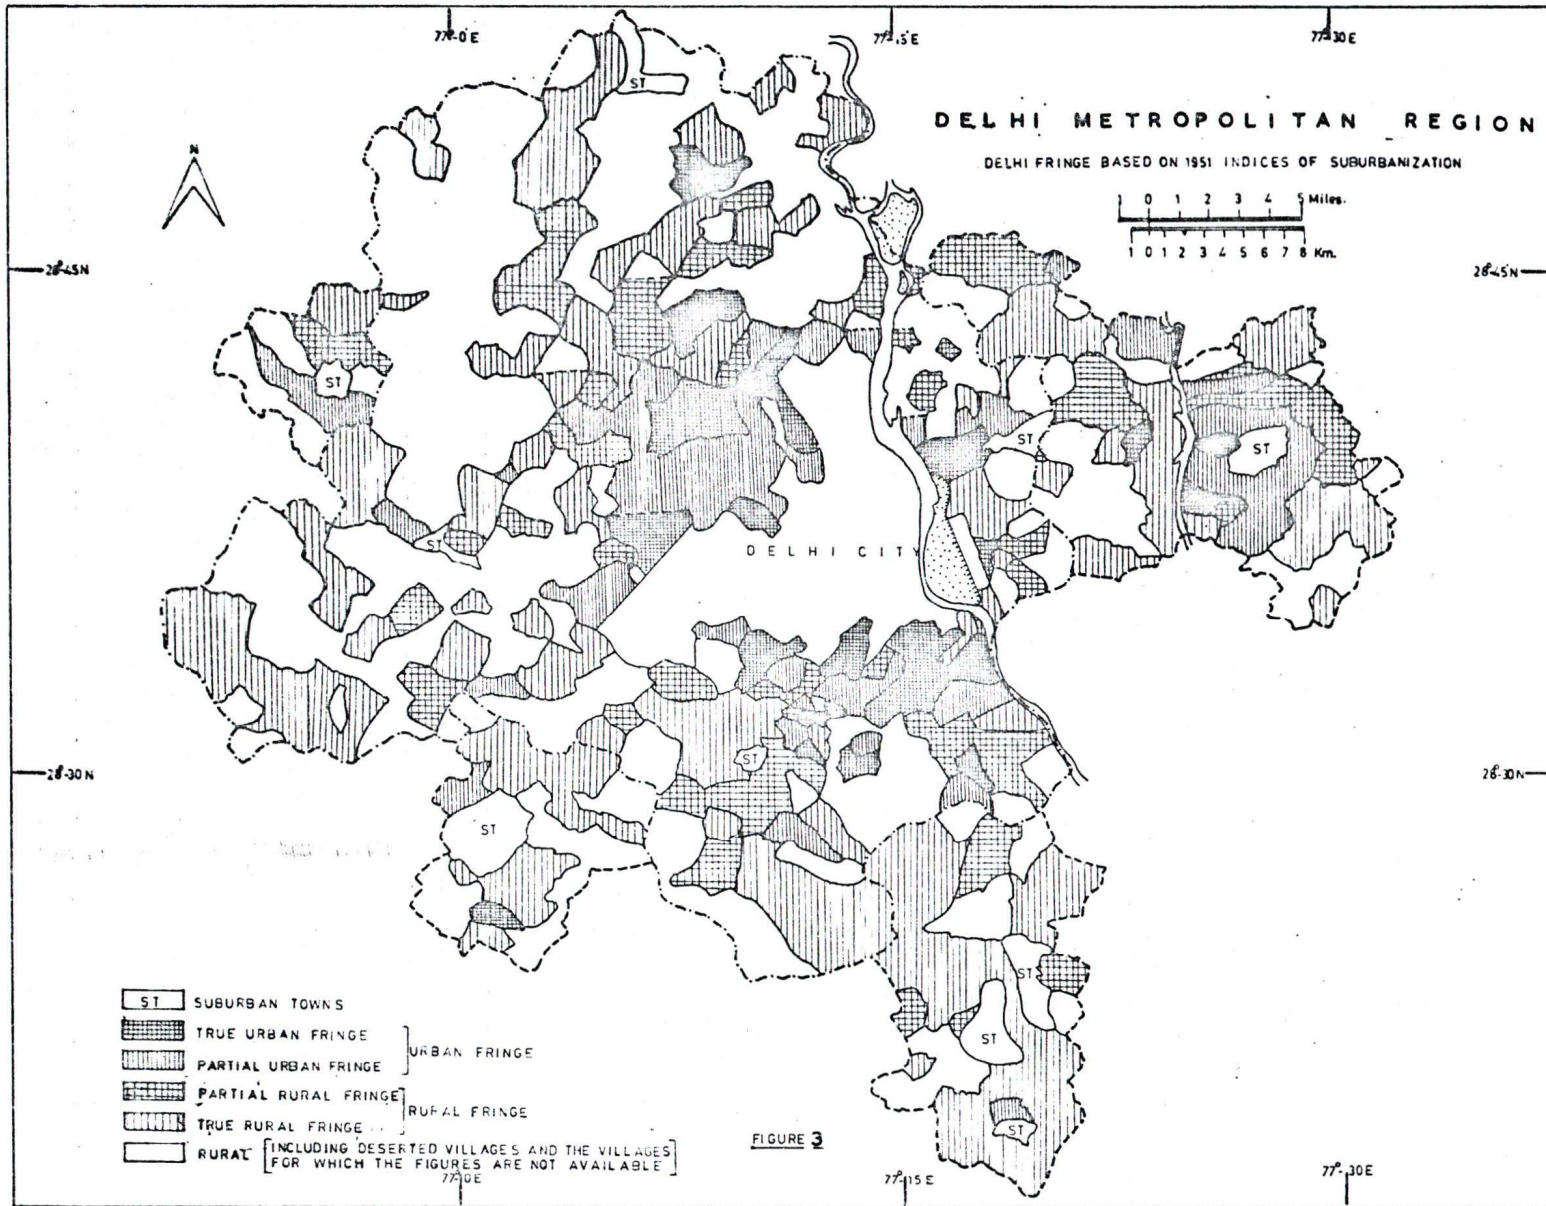 77°-0'E
77°-15'E
77°-30'E
DELHI METROPOLITAN REGION
DELHI FRINGE BASED ON 1951 INDICES OF SUBURBANIZATION
N
1 0 1 2 3 4 5 Miles.
1 0 1 2 3 4 5 6 7 8 Km.
28°-45'N
28°-45'N
ST
ST
ST
ST
ST
DELHI CITY
28°-30'N
28°-30'N
ST
ST
ST
ST
ST
ST SUBURBAN TOWNS
TRUE URBAN FRINGE
PARTIAL URBAN FRINGE
URBAN FRINGE
PARTIAL RURAL FRINGE
TRUE RURAL FRINGE
RURAL FRINGE
RURAL [INCLUDING DESERTED VILLAGES AND THE VILLAGES
FOR WHICH THE FIGURES ARE NOT AVAILABLE]
FIGURE 3
77°-0'E
77°-15'E
77°-30'E